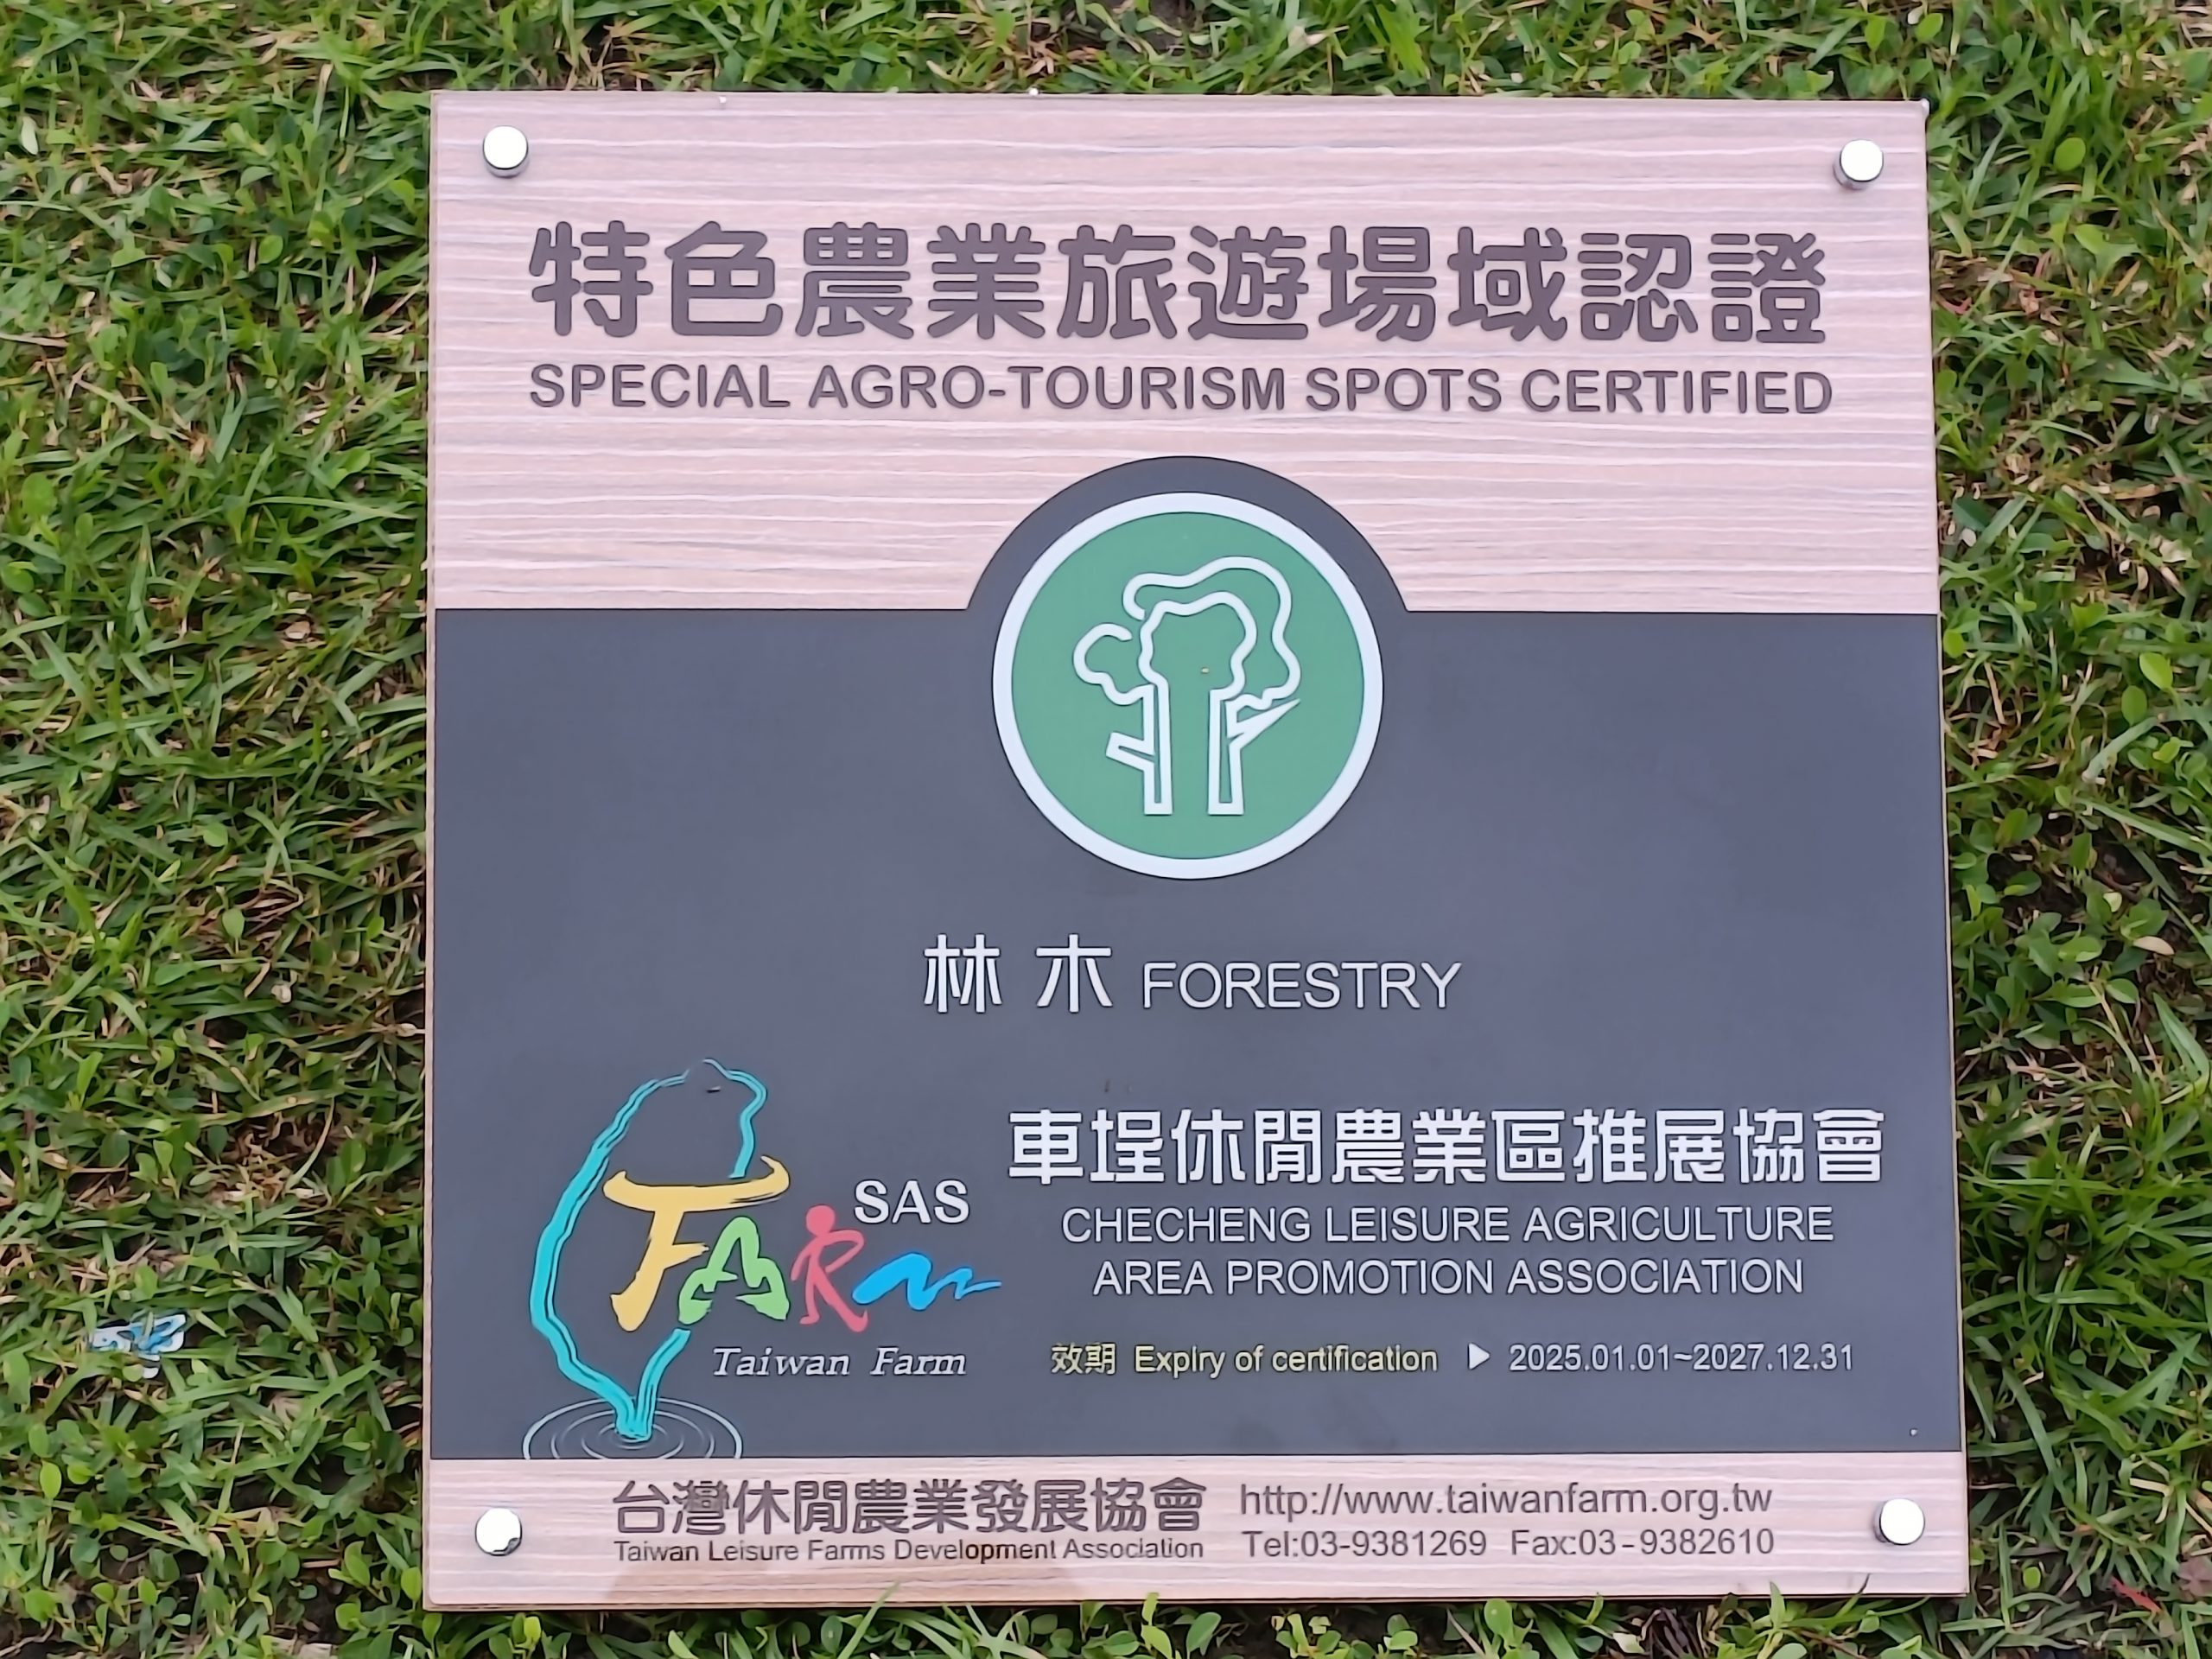 特色農業旅遊場域認證
SPECIAL AGRO-TOURISM SPOTS CERTIFIED
林木 FORESTRY
SAS
FARm
Taiwan Farm
車埕休閒農業區推展協會
CHECHENG LEISURE AGRICULTURE
AREA PROMOTION ASSOCIATION
效期 Expiry of certification ▶ 2025.01.01~2027.12.31
台灣休閒農業發展協會
Taiwan Leisure Farms Development Association
http://www.taiwanfarm.org.tw
Tel:03-9381269 Fax:03-9382610